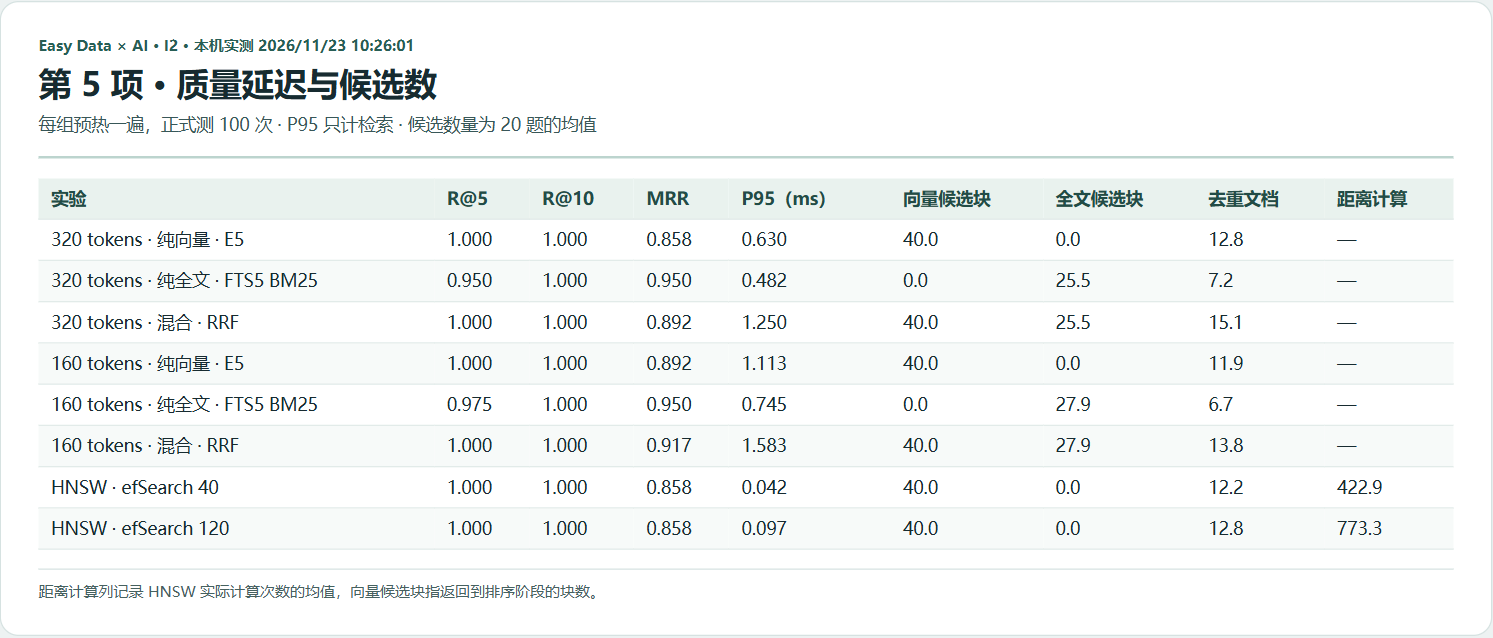 Easy Data × AI • I2 • 本机实测 2026/11/23 10:26:01
第 5 项 • 质量延迟与候选数
每组预热一遍，正式测 100 次 · P95 只计检索 · 候选数量为 20 题的均值
实验 R@5 R@10 MRR P95（ms） 向量候选块 全文候选块 去重文档 距离计算
320 tokens · 纯向量 · E5 1.000 1.000 0.858 0.630 40.0 0.0 12.8 —
320 tokens · 纯全文 · FTS5 BM25 0.950 1.000 0.950 0.482 0.0 25.5 7.2 —
320 tokens · 混合 · RRF 1.000 1.000 0.892 1.250 40.0 25.5 15.1 —
160 tokens · 纯向量 · E5 1.000 1.000 0.892 1.113 40.0 0.0 11.9 —
160 tokens · 纯全文 · FTS5 BM25 0.975 1.000 0.950 0.745 0.0 27.9 6.7 —
160 tokens · 混合 · RRF 1.000 1.000 0.917 1.583 40.0 27.9 13.8 —
HNSW · efSearch 40 1.000 1.000 0.858 0.042 40.0 0.0 12.2 422.9
HNSW · efSearch 120 1.000 1.000 0.858 0.097 40.0 0.0 12.8 773.3
距离计算列记录 HNSW 实际计算次数的均值，向量候选块指返回到排序阶段的块数。